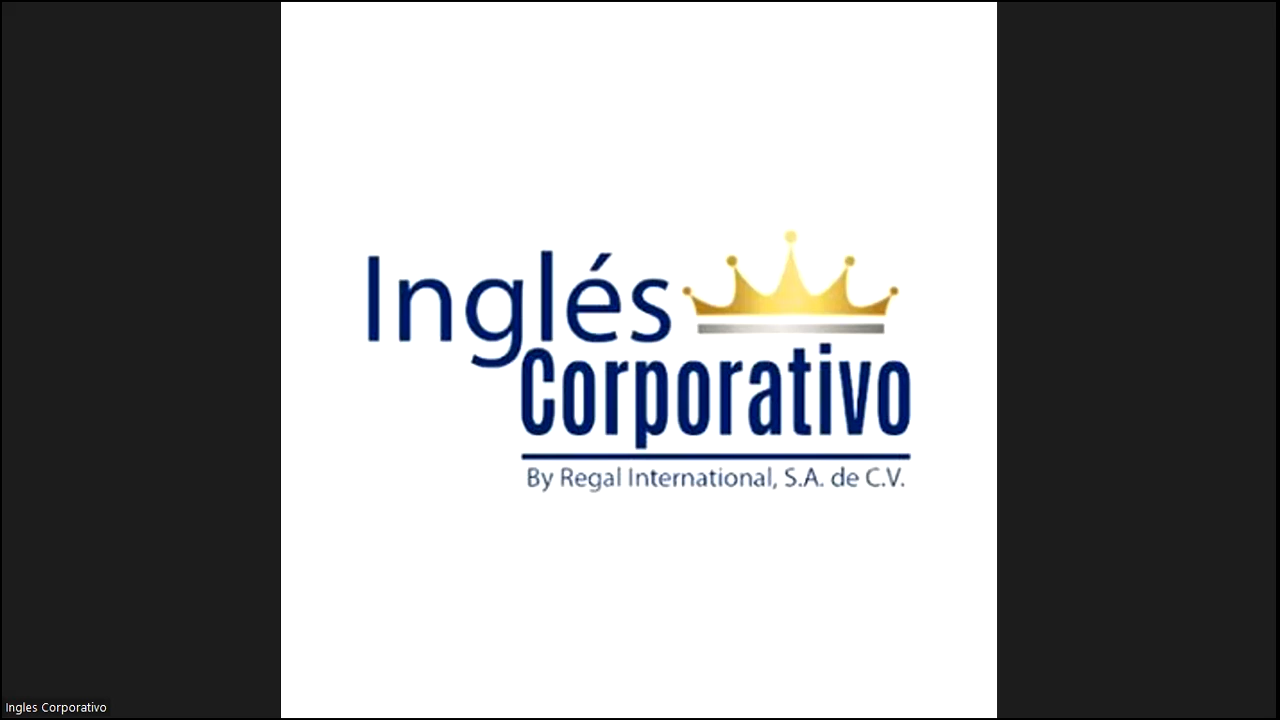 Inglés
Corporativo
By Regal International, S.A. de C.V.
Ingles Corporativo